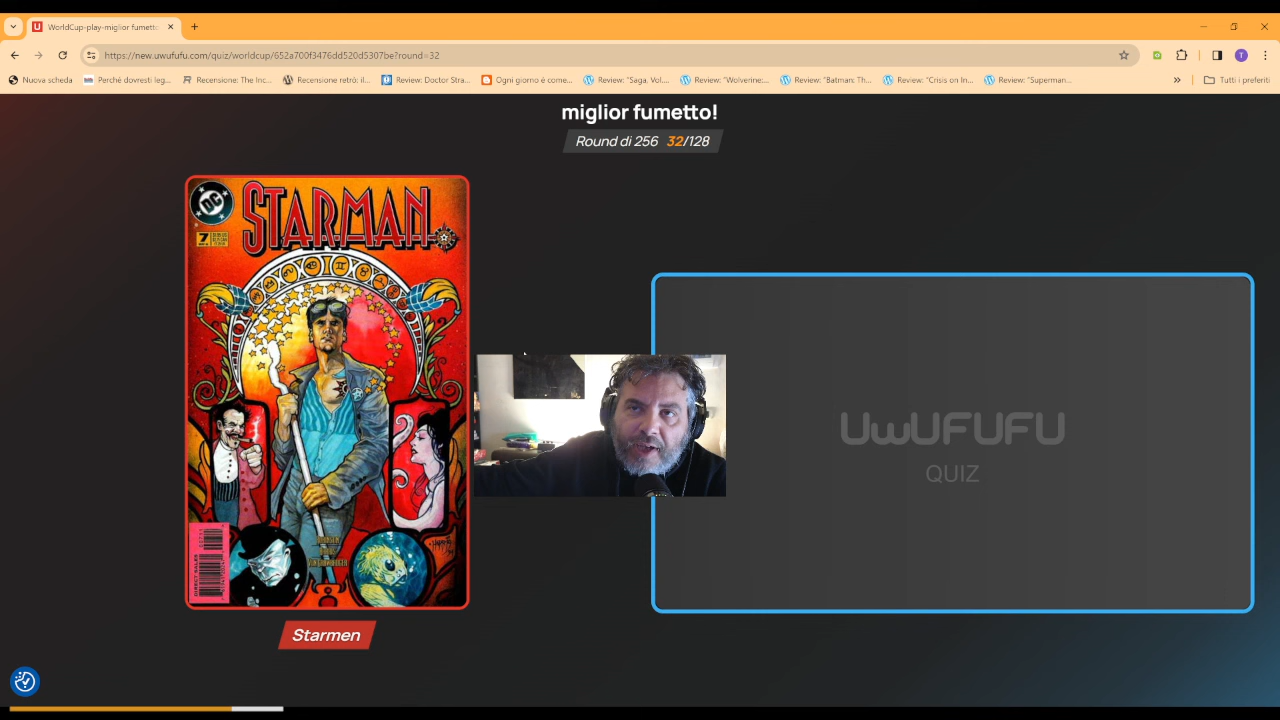 WorldCup-play-miglior fumetto
https://new.uwufufu.com/quiz/worldcup/652a700f3476dd520d5307be?round=32
T
Nuova scheda
Perché dovresti leg...
Recensione: The Inc...
Recensione retrò: il...
Review: Doctor Stra...
Ogni giorno è come...
Review: "Saga, Vol....
Review: "Wolverine:...
Review: "Batman: Th...
Review: "Crisis on In...
Review: "Superman...
»
Tutti i preferiti
miglior fumetto!
Round di 256 32/128
DC
STARMAN
7
UwUFUFU
QUIZ
Starmen